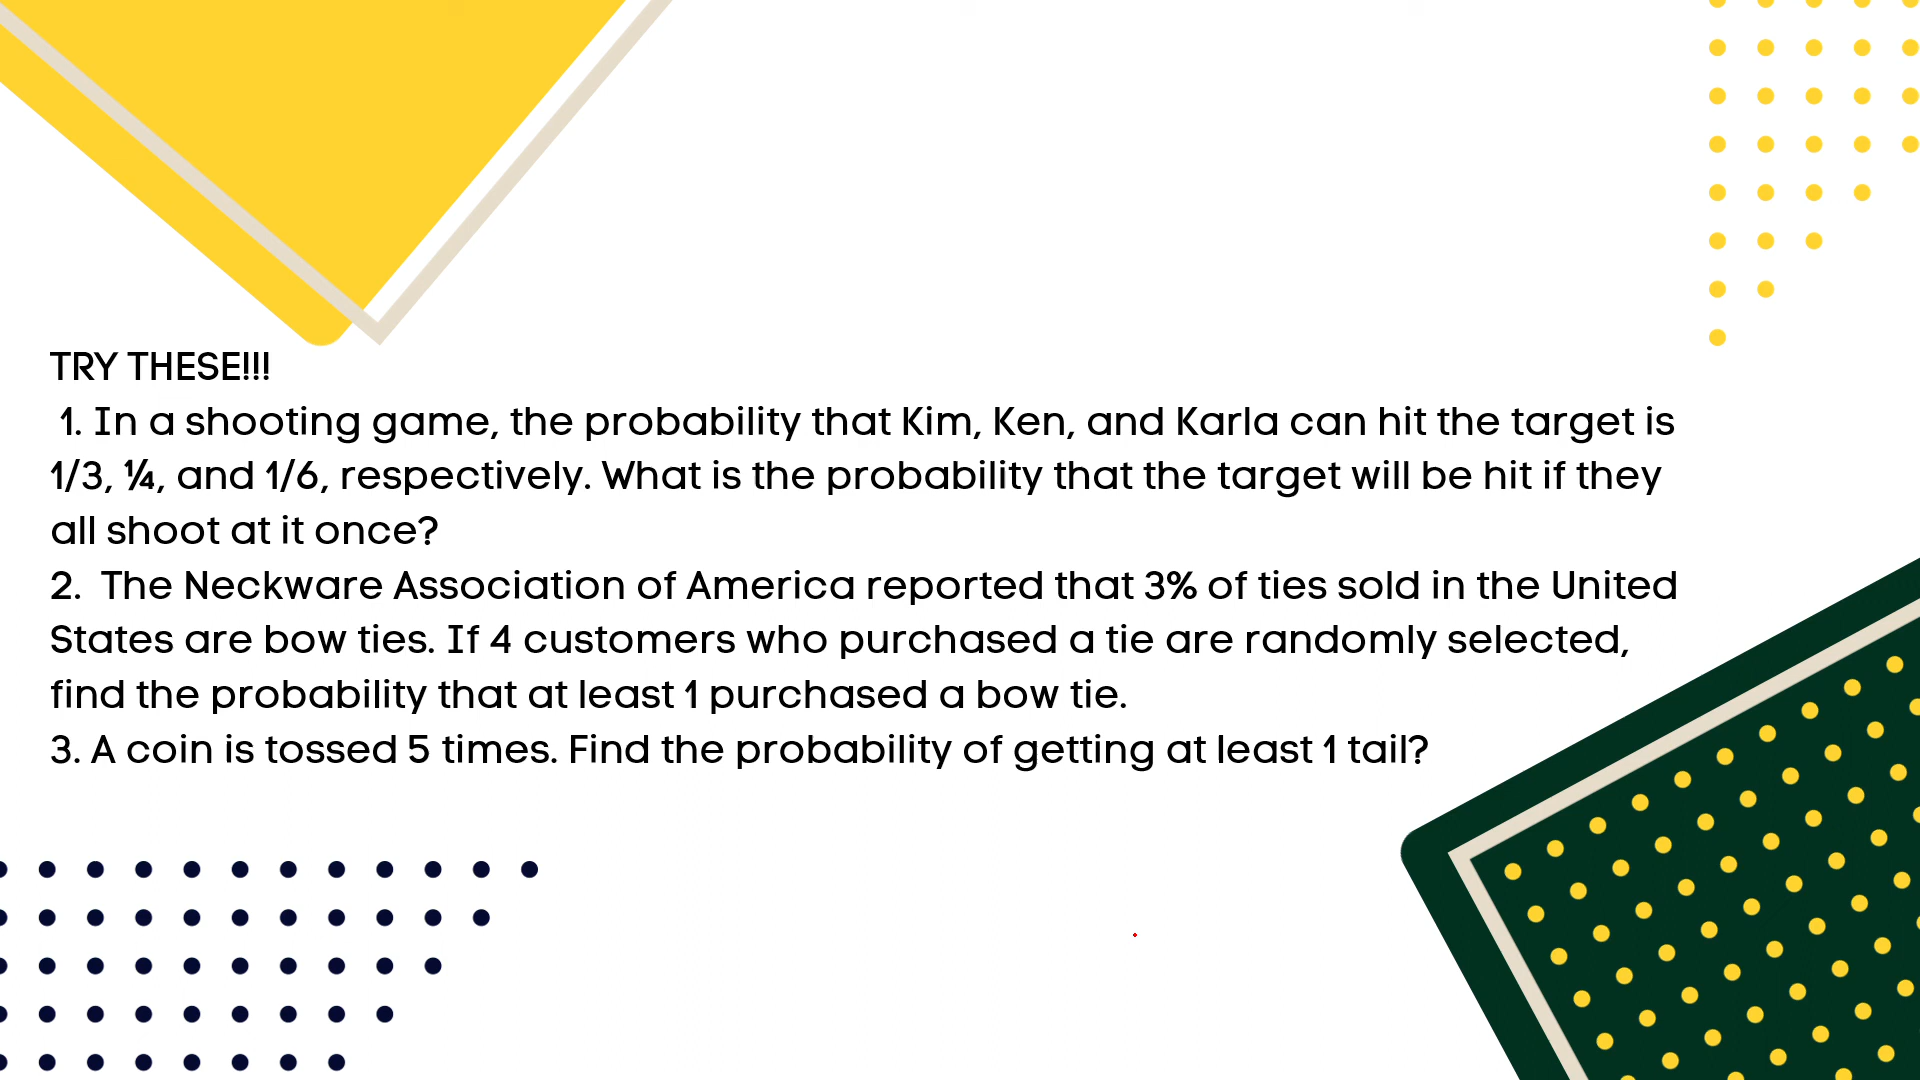 TRY THESE!!!
1. In a shooting game, the probability that Kim, Ken, and Karla can hit the target is
1/3, ¼, and 1/6, respectively. What is the probability that the target will be hit if they
all shoot at it once?
2. The Neckware Association of America reported that 3% of ties sold in the United
States are bow ties. If 4 customers who purchased a tie are randomly selected,
find the probability that at least 1 purchased a bow tie.
3. A coin is tossed 5 times. Find the probability of getting at least 1 tail?